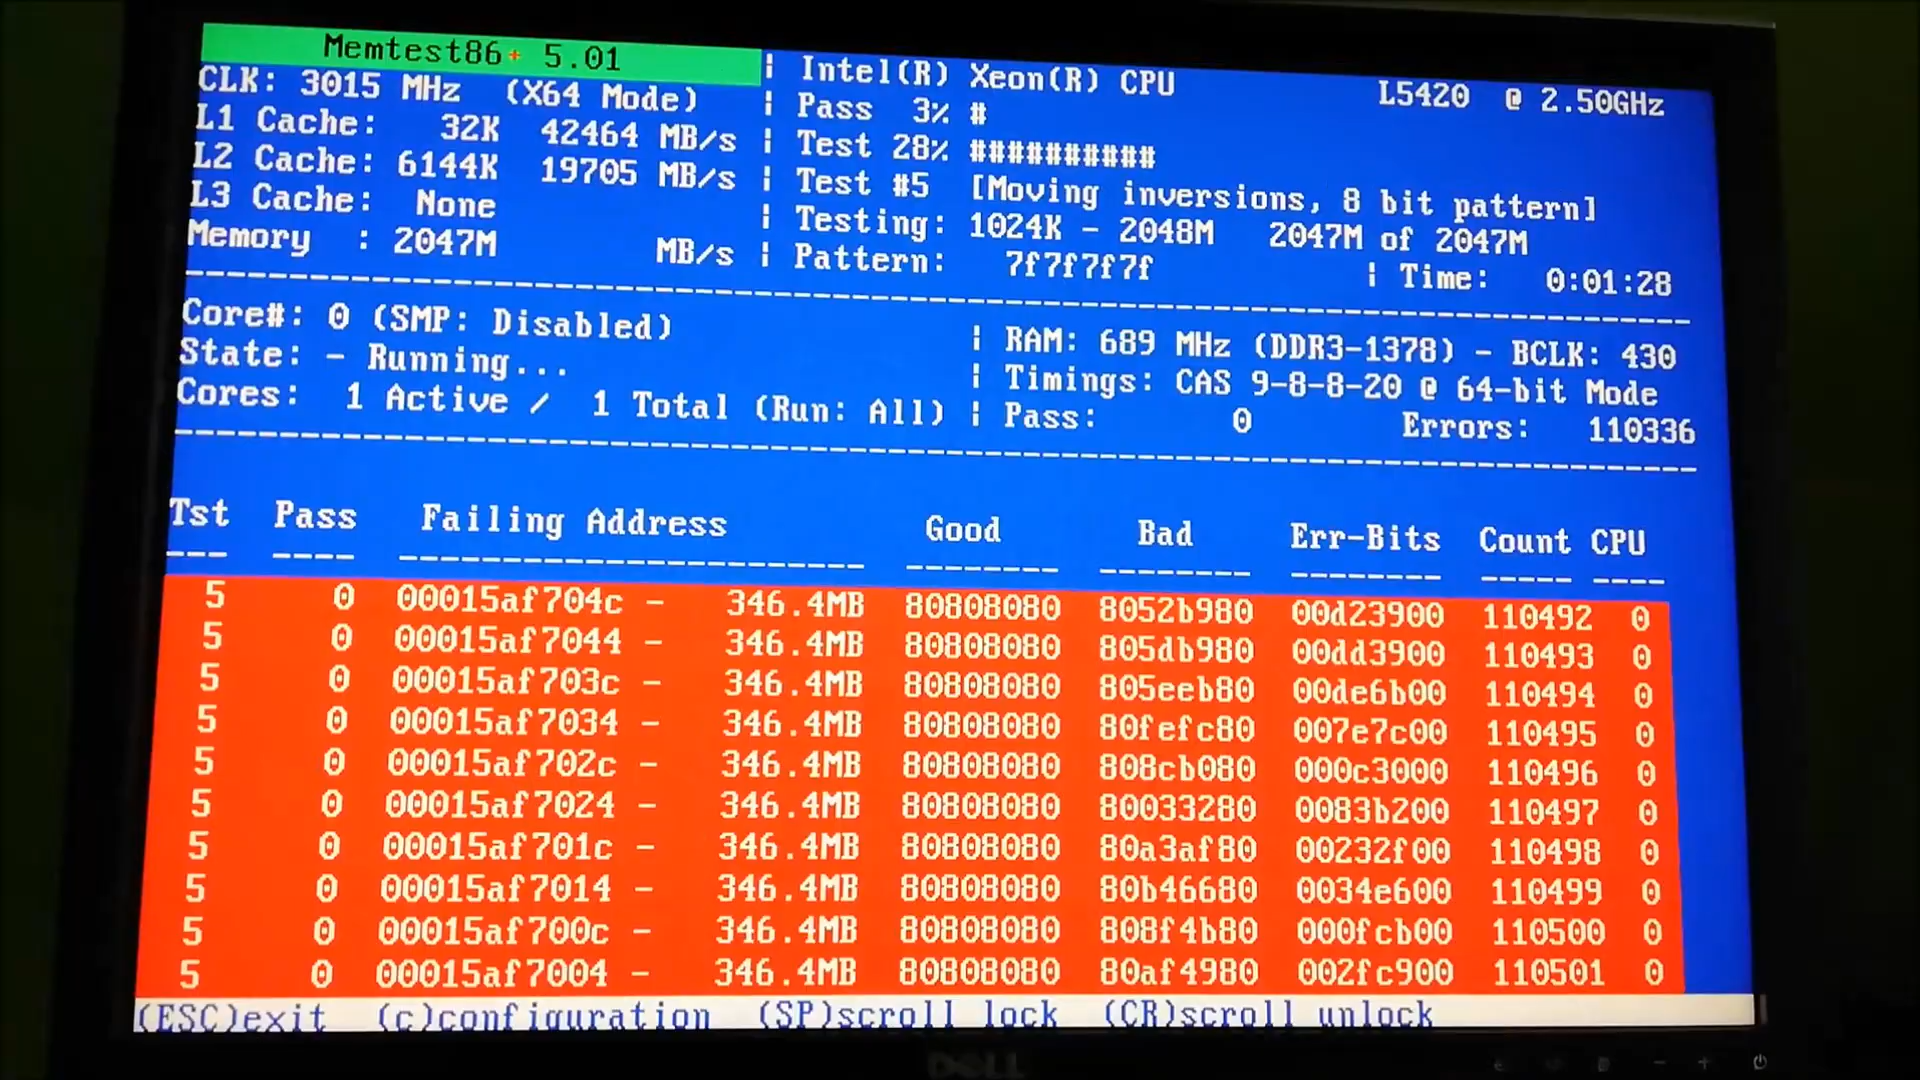 Memtest86+ 5.01 | Intel(R) Xeon(R) CPU L5420 @ 2.50GHz
CLK: 3015 MHz (X64 Mode) | Pass 3% #
L1 Cache: 32K 42464 MB/s | Test 28% ##########
L2 Cache: 6144K 19705 MB/s | Test #5 [Moving inversions, 8 bit pattern]
L3 Cache: None | Testing: 1024K - 2048M 2047M of 2047M
Memory : 2047M MB/s | Pattern: 7f7f7f7f | Time: 0:01:28
Core#: 0 (SMP: Disabled) | RAM: 689 MHz (DDR3-1378) - BCLK: 430
State: - Running... | Timings: CAS 9-8-8-20 @ 64-bit Mode
Cores: 1 Active / 1 Total (Run: All) | Pass: 0 Errors: 110336
Tst Pass Failing Address Good Bad Err-Bits Count CPU
5 0 00015af704c - 346.4MB 80808080 8052b980 00d23900 110492 0
5 0 00015af7044 - 346.4MB 80808080 805db980 00dd3900 110493 0
5 0 00015af703c - 346.4MB 80808080 805eeb80 00de6b00 110494 0
5 0 00015af7034 - 346.4MB 80808080 80fefc80 007e7c00 110495 0
5 0 00015af702c - 346.4MB 80808080 808cb080 000c3000 110496 0
5 0 00015af7024 - 346.4MB 80808080 80033280 0083b200 110497 0
5 0 00015af701c - 346.4MB 80808080 80a3af80 00232f00 110498 0
5 0 00015af7014 - 346.4MB 80808080 80b46680 0034e600 110499 0
5 0 00015af700c - 346.4MB 80808080 808f4b80 000fcb00 110500 0
5 0 00015af7004 - 346.4MB 80808080 80af4980 002fc900 110501 0
(ESC)exit (c)configuration (SP)scroll lock (CR)scroll unlock
DELL